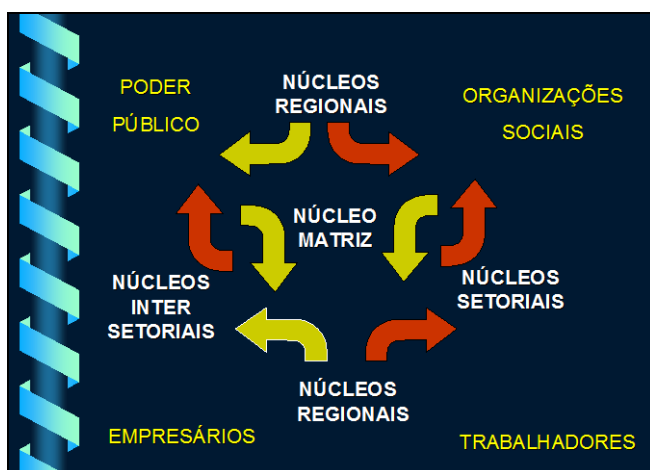 PODER
PÚBLICO
NÚCLEOS
REGIONAIS
ORGANIZAÇÕES
SOCIAIS
NÚCLEO
MATRIZ
NÚCLEOS
INTER
SETORIAIS
NÚCLEOS
SETORIAIS
NÚCLEOS
REGIONAIS
EMPRESÁRIOS
TRABALHADORES